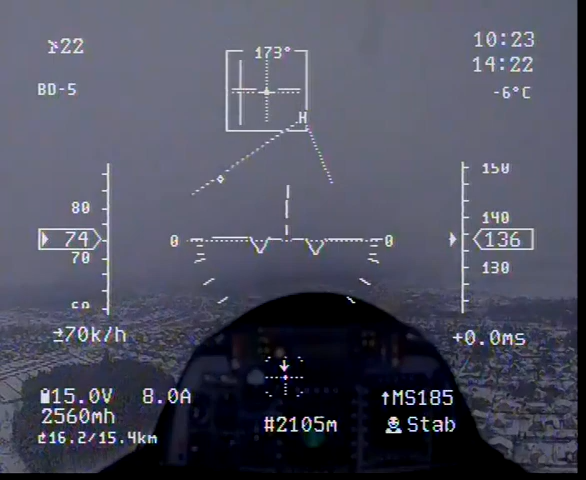 22
173°
10:23
14:22
BD-5
-6°C
H
150
80
140
74
0
0
136
70
130
±70k/h
+0.0ms
15.0V 8.0A
↑MS185
2560mh
#2105m
Stab
16.2/15.4km